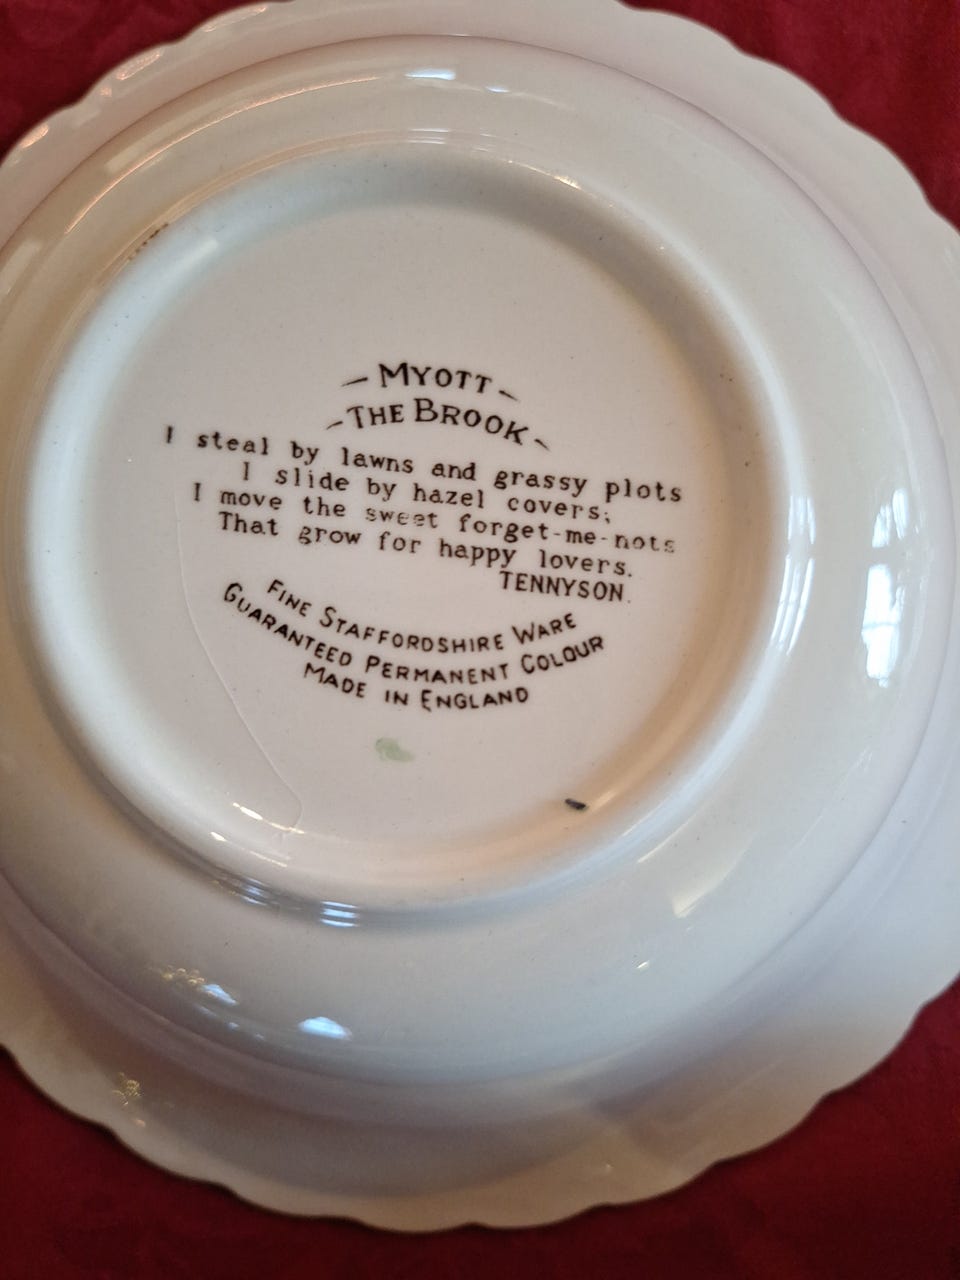 MYOTT
THE BROOK
I steal by lawns and grassy plots
I slide by hazel covers;
I move the sweet forget-me-nots
That grow for happy lovers.
TENNYSON.
FINE STAFFORDSHIRE WARE
GUARANTEED PERMANENT COLOUR
MADE IN ENGLAND